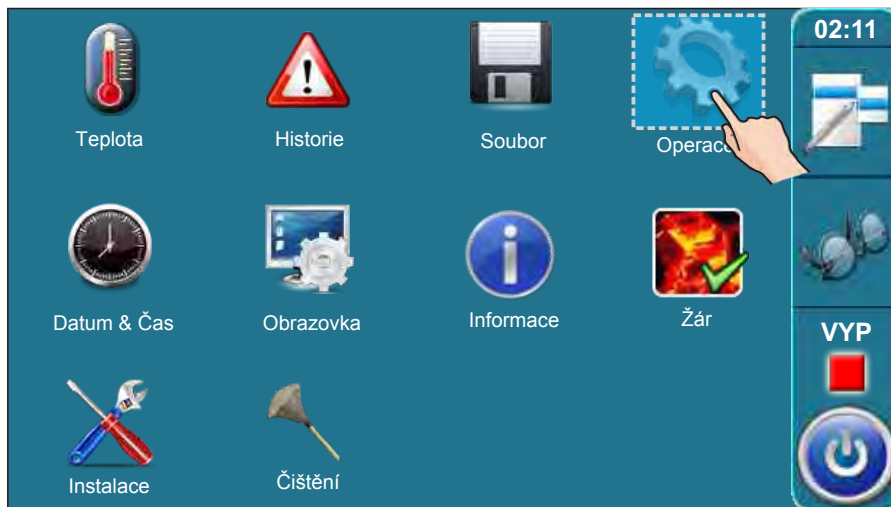 02:11
Teplota
Historie
Soubor
Datum & Čas
Obrazovka
Informace
Žár
VYP
Instalace
Čištění